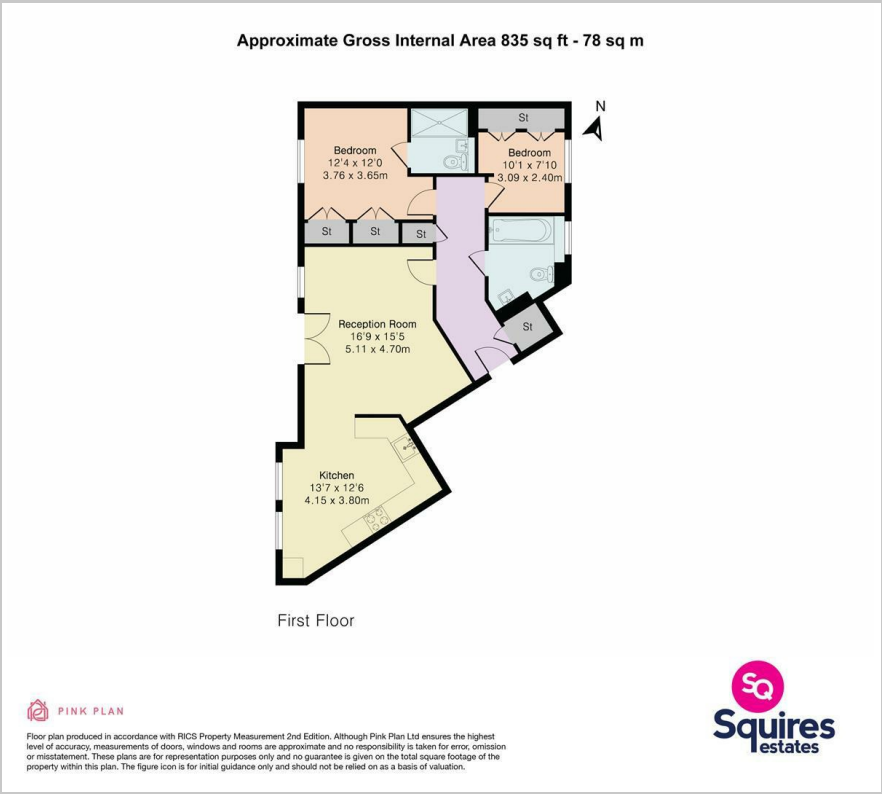 Approximate Gross Internal Area 835 sq ft - 78 sq m
N
St
Bedroom
12'4 x 12'0
3.76 x 3.65m
Bedroom
10'1 x 7'10
3.09 x 2.40m
St
St
St
Reception Room
16'9 x 15'5
5.11 x 4.70m
St
Kitchen
13'7 x 12'6
4.15 x 3.80m
First Floor
PINK PLAN
Floor plan produced in accordance with RICS Property Measurement 2nd Edition. Although Pink Plan Ltd ensures the highest
level of accuracy, measurements of doors, windows and rooms are approximate and no responsibility is taken for error, omission
or misstatement. These plans are for representation purposes only and no guarantee is given on the total square footage of the
property within this plan. The figure icon is for initial guidance only and should not be relied on as a basis of valuation.
SQ
Squires
estates